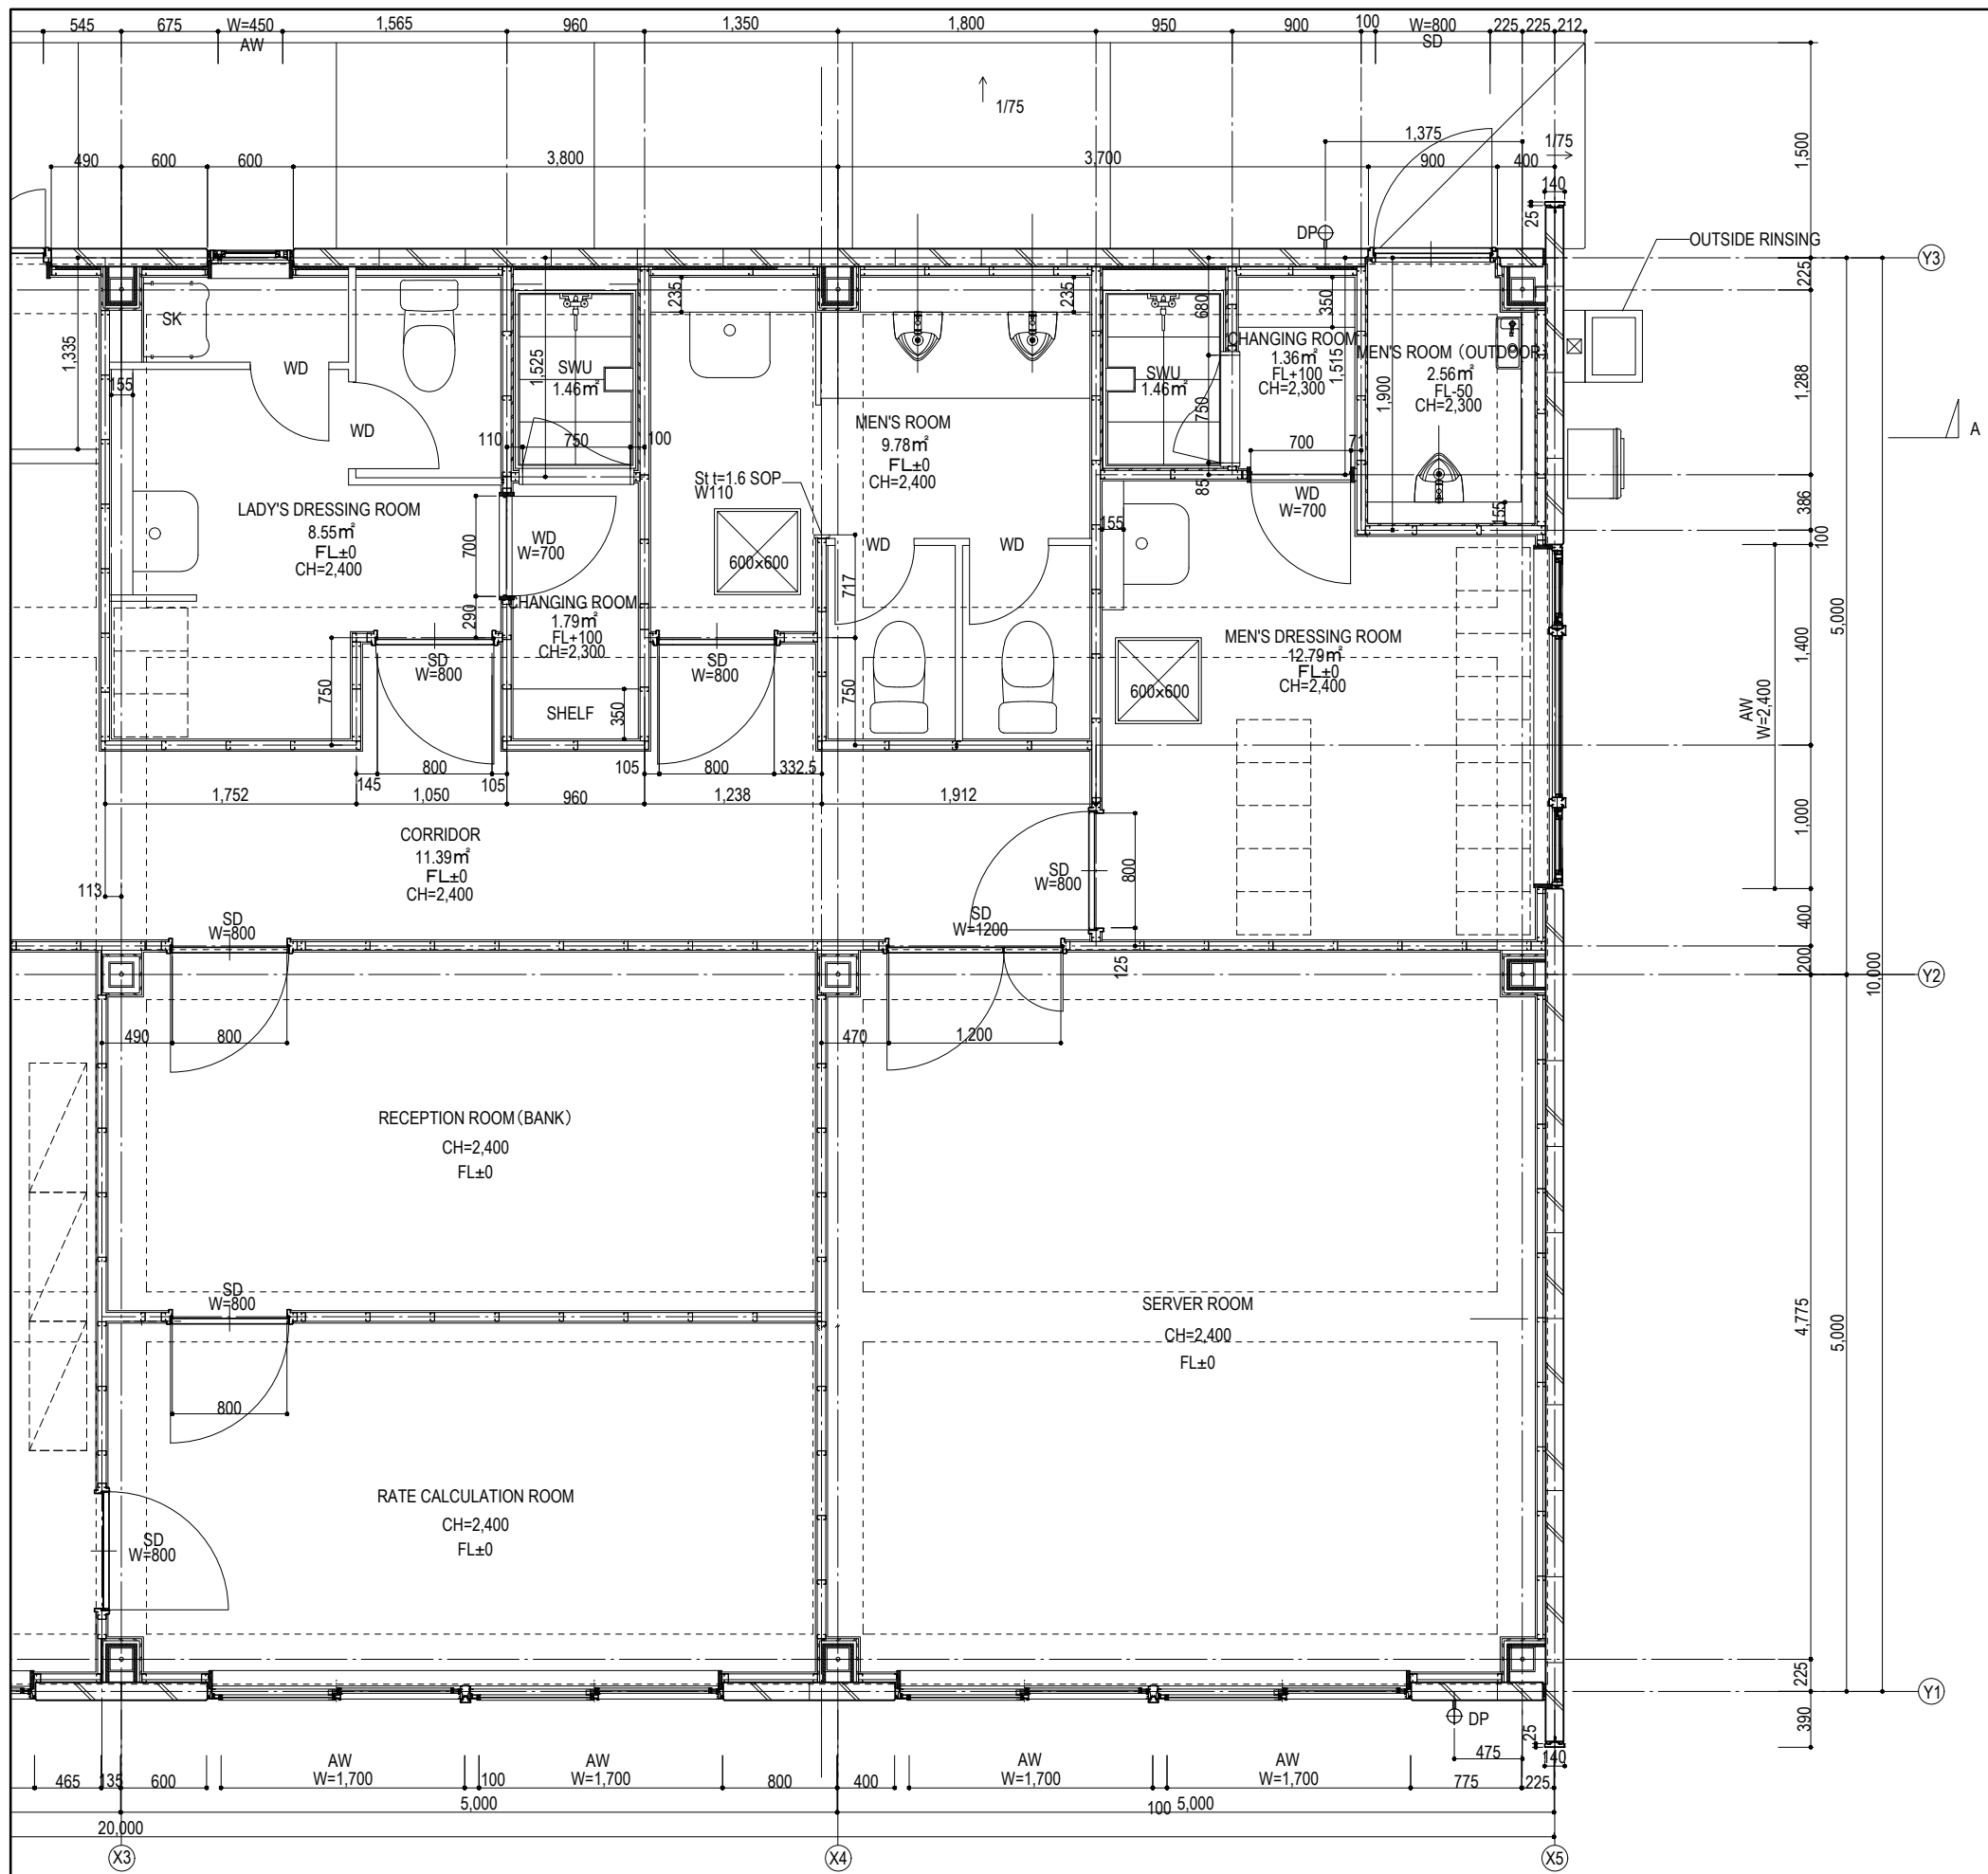 545
675
W=450
AW
1,565
960
1,350
1,800
950
900
100
W=800
SD
225
225
212
1/75
1,375
1/75
490
600
600
3,800
3,700
900
400
140
25
1,500
DP
OUTSIDE RINSING
Y3
225
SK
235
235
680
350
1,335
WD
1,525
SWU
1.46㎡
SWU
1.46㎡
CHANGING ROOM
1.36㎡
FL+100
CH=2,300
1,515
MEN'S ROOM (OUTDOOR)
2.56㎡
FL-50
CH=2,300
1,900
1,288
155
WD
110
750
100
MEN'S ROOM
9.78㎡
FL±0
CH=2,400
750
700
71
A
St t=1.6 SOP
W110
85
WD
W=700
155
386
LADY'S DRESSING ROOM
8.55㎡
FL±0
CH=2,400
700
WD
W=700
155
100
WD
WD
600×600
717
290
CHANGING ROOM
1.79㎡
FL+100
CH=2,300
MEN'S DRESSING ROOM
12.79㎡
FL±0
CH=2,400
5,000
1,400
SD
W=800
SD
W=800
600×600
750
SHELF
350
750
AW
W=2,400
145
800
105
105
800
332.5
1,752
1,050
960
1,238
1,912
1,000
CORRIDOR
11.39㎡
FL±0
CH=2,400
113
SD
W=800
800
SD
W=800
SD
W=1200
400
125
200
Y2
10,000
490
800
470
1,200
RECEPTION ROOM(BANK)
CH=2,400
FL±0
SD
W=800
SERVER ROOM
CH=2,400
FL±0
4,775
5,000
800
RATE CALCULATION ROOM
CH=2,400
FL±0
SD
W=800
225
Y1
DP
25
390
475
140
465
135
600
AW
W=1,700
100
AW
W=1,700
800
400
AW
W=1,700
AW
W=1,700
775
225
5,000
100
5,000
20,000
X3
X4
X5